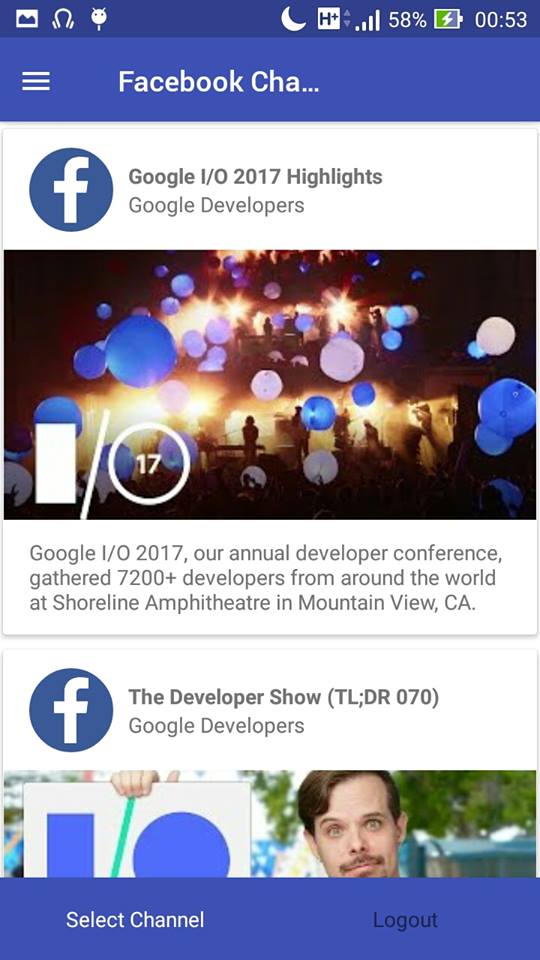 H+ 58% 00:53
Facebook Cha...
Google I/O 2017 Highlights
Google Developers
17
Google I/O 2017, our annual developer conference,
gathered 7200+ developers from around the world
at Shoreline Amphitheatre in Mountain View, CA.
The Developer Show (TL;DR 070)
Google Developers
I/O
Select Channel
Logout